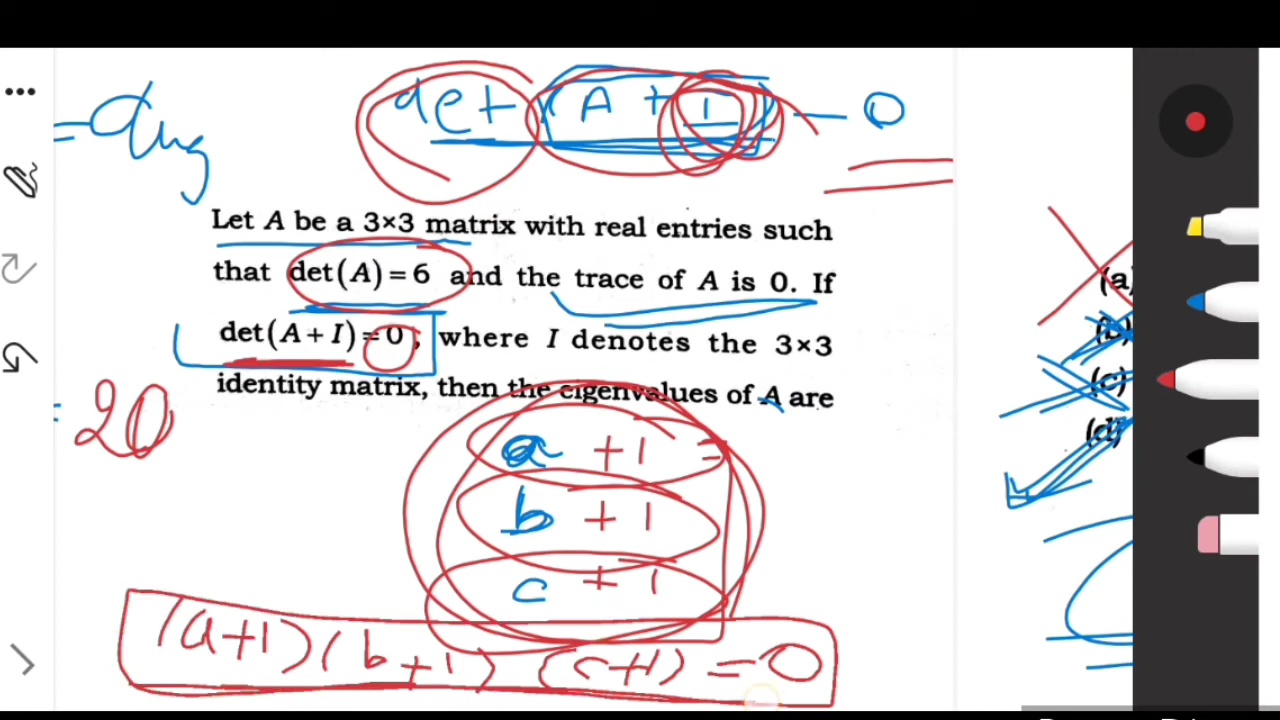 det (A + I) = 0
= dug
Let A be a 3×3 matrix with real entries such
that det(A) = 6 and the trace of A is 0. If
det(A + I) = 0, where I denotes the 3×3
identity matrix, then the eigenvalues of A are
(a)
(b)
(c)
(d)
= 20
a + 1 =
b + 1
c + 1
(a+1) (b+1) (c+1) = 0